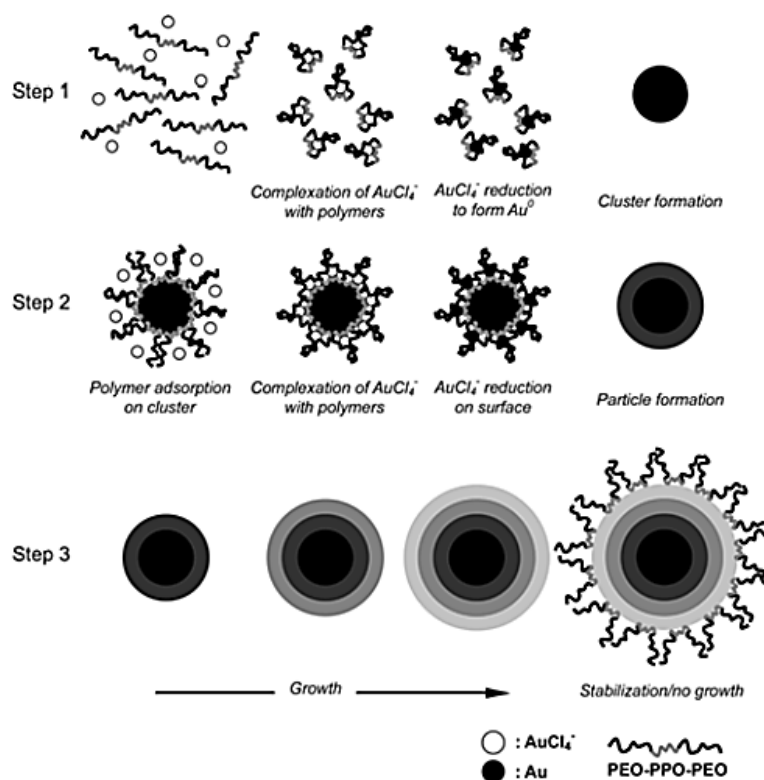 Step 1
Complexation of AuCl₄⁻
with polymers
AuCl₄⁻ reduction
to form Au⁰
Cluster formation
Step 2
Polymer adsorption
on cluster
Complexation of AuCl₄⁻
with polymers
AuCl₄⁻ reduction
on surface
Particle formation
Step 3
Growth
Stabilization/no growth
: AuCl₄⁻
: Au
PEO-PPO-PEO